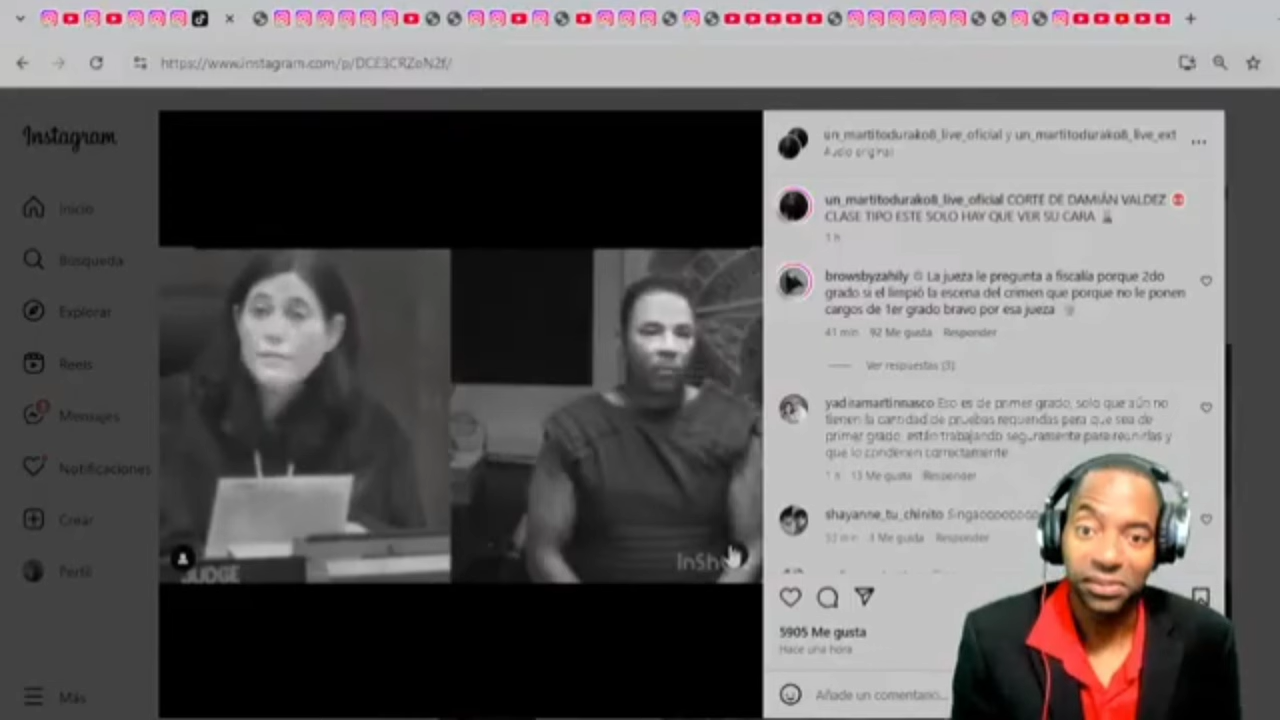 https://www.instagram.com/p/DCE3CRZoN2f/
Instagram
Inicio
Búsqueda
Explorar
Reels
Mensajes
Notificaciones
Crear
Perfil
Más
JUDGE
InSh
un_martitodurako8_live_oficial y un_martitodurako8_live_ext
Audio original
un_martitodurako8_live_oficial CORTE DE DAMIÁN VALDEZ
CLASE TIPO ESTE SOLO HAY QUE VER SU CARA
1 h
browsbyzahily La jueza le pregunta a fiscalía porque 2do
grado si el limpió la escena del crimen que porque no le ponen
cargos de 1er grado bravo por esa jueza
41 min 92 Me gusta Responder
Ver respuestas (3)
yadiramartinnasco Eso es de primer grado, solo que aún no
tienen la cantidad de pruebas requeridas para que sea de
primer grado, están trabajando seguramente para reunirlas y
que lo condenen correctamente
1 h 13 Me gusta Responder
shayanne_tu_chinito
Me gusta Responder
5905 Me gusta
Hace una hora
Añade un comentario...